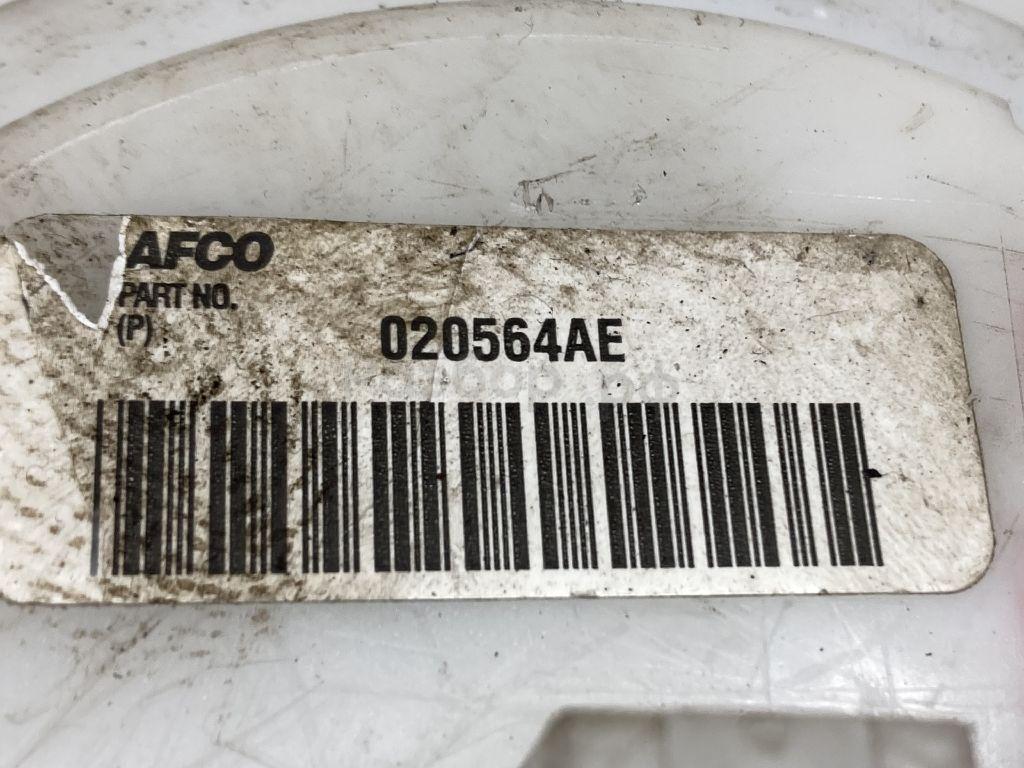 AFCO
PART NO.
(P)
020564AE